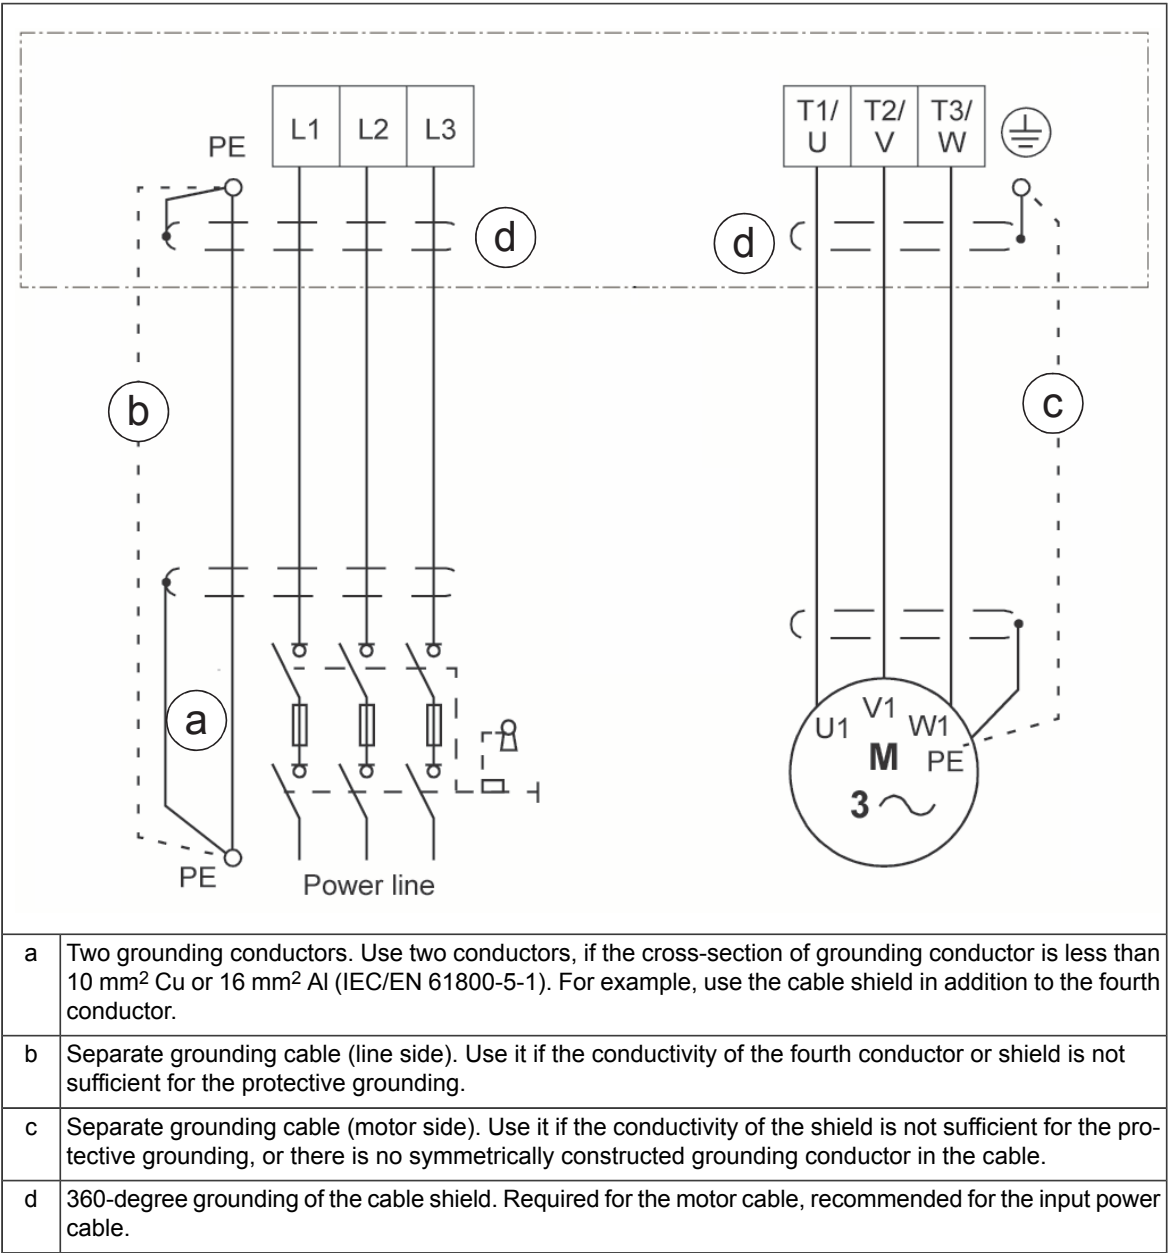 L1 L2 L3
T1/ T2/ T3/
U V W
PE
d
d
b
c
a
U1 V1 W1
M PE
3
PE
Power line
a Two grounding conductors. Use two conductors, if the cross-section of grounding conductor is less than
10 mm2 Cu or 16 mm2 Al (IEC/EN 61800-5-1). For example, use the cable shield in addition to the fourth
conductor.
b Separate grounding cable (line side). Use it if the conductivity of the fourth conductor or shield is not
sufficient for the protective grounding.
c Separate grounding cable (motor side). Use it if the conductivity of the shield is not sufficient for the pro-
tective grounding, or there is no symmetrically constructed grounding conductor in the cable.
d 360-degree grounding of the cable shield. Required for the motor cable, recommended for the input power
cable.